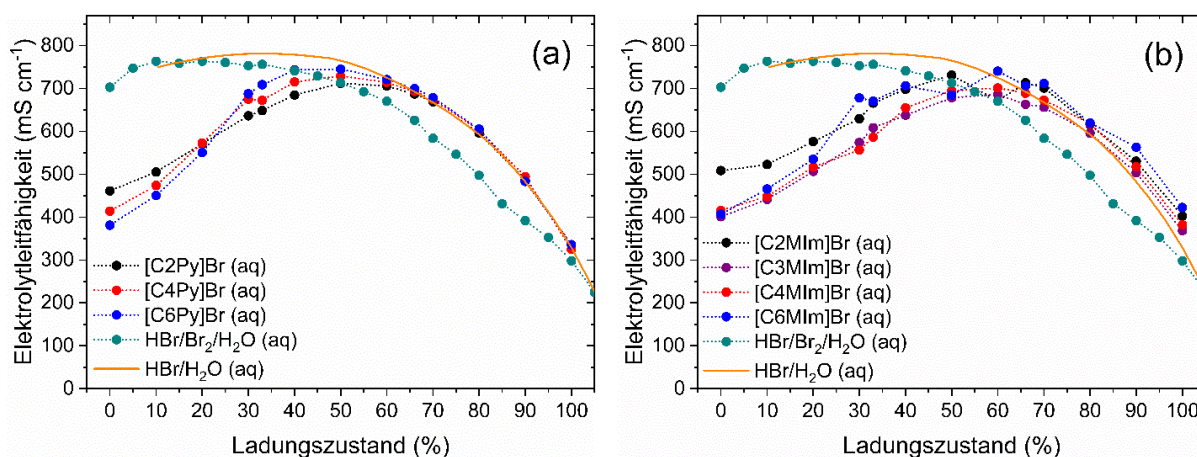 (a)
Elektrolytleitfähigkeit (mS cm⁻¹)
800
700
600
500
400
300
200
100
0
[C2Py]Br (aq)
[C4Py]Br (aq)
[C6Py]Br (aq)
HBr/Br₂/H₂O (aq)
HBr/H₂O (aq)
0 10 20 30 40 50 60 70 80 90 100
Ladungszustand (%)
(b)
Elektrolytleitfähigkeit (mS cm⁻¹)
800
700
600
500
400
300
200
100
0
[C2MIm]Br (aq)
[C3MIm]Br (aq)
[C4MIm]Br (aq)
[C6MIm]Br (aq)
HBr/Br₂/H₂O (aq)
HBr/H₂O (aq)
0 10 20 30 40 50 60 70 80 90 100
Ladungszustand (%)